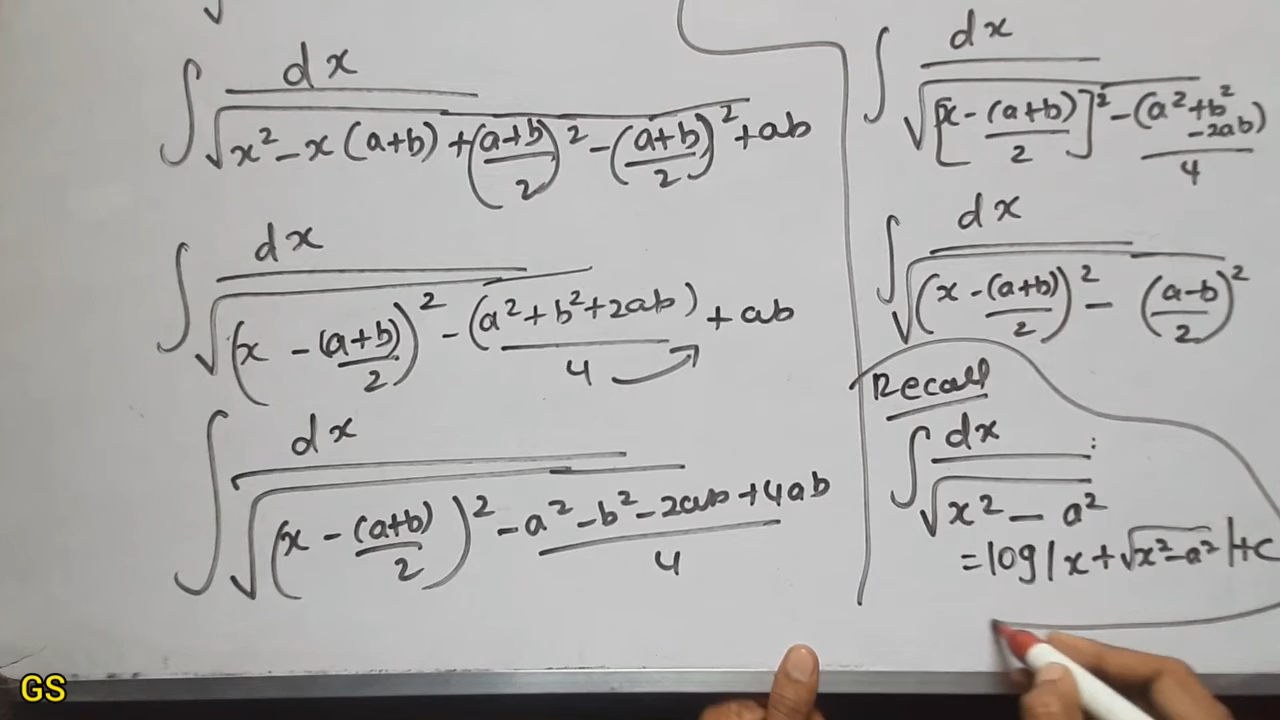 ∫ dx / √(x² - x(a+b) + ((a+b)/2)² - ((a+b)/2)² + ab)
∫ dx / √((x - (a+b)/2)² - (a² + b² + 2ab)/4 + ab)
∫ dx / √((x - (a+b)/2)² (-a² - b² - 2ab + 4ab)/4)
∫ dx / √([x - (a+b)/2]² - (a² + b² - 2ab)/4)
∫ dx / √((x - (a+b)/2)² - ((a-b)/2)²)
Recall
∫ dx / √(x² - a²)
= log |x + √(x² - a²)| + c
GS